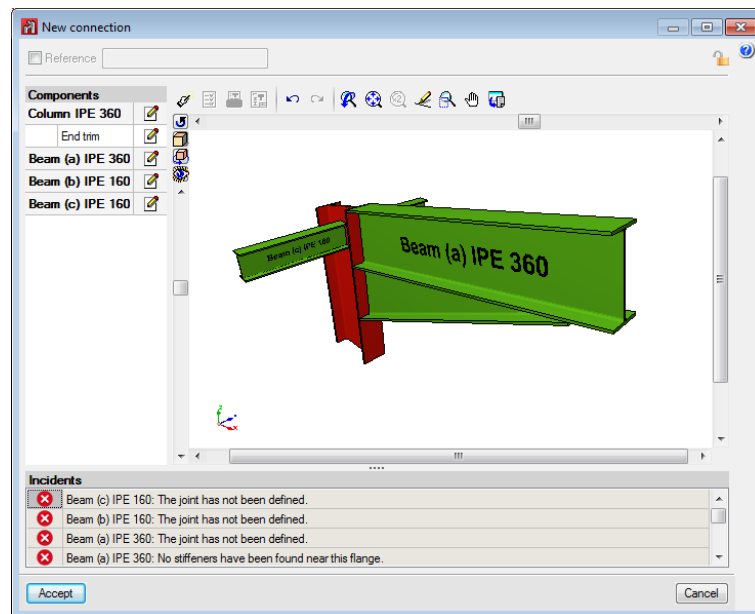 New connection
Reference
Components
Column IPE 360
End trim
Beam (a) IPE 360
Beam (b) IPE 160
Beam (c) IPE 160
Beam (c) IPE 160
Beam (a) IPE 360
Incidents
Beam (c) IPE 160: The joint has not been defined.
Beam (b) IPE 160: The joint has not been defined.
Beam (a) IPE 360: The joint has not been defined.
Beam (a) IPE 360: No stiffeners have been found near this flange.
Accept
Cancel